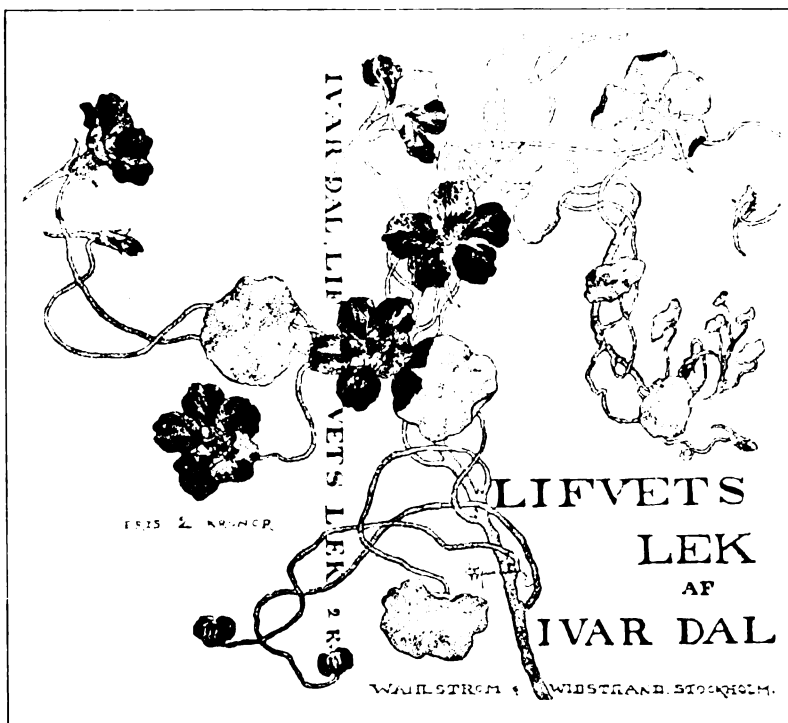 IVAR DAL. LIFVETS LEK 2 KR
PRIS 2 KRONOR
LIFVETS
LEK
AF
IVAR DAL
WAHLSTRÖM & WIDSTRAND. STOCKHOLM.